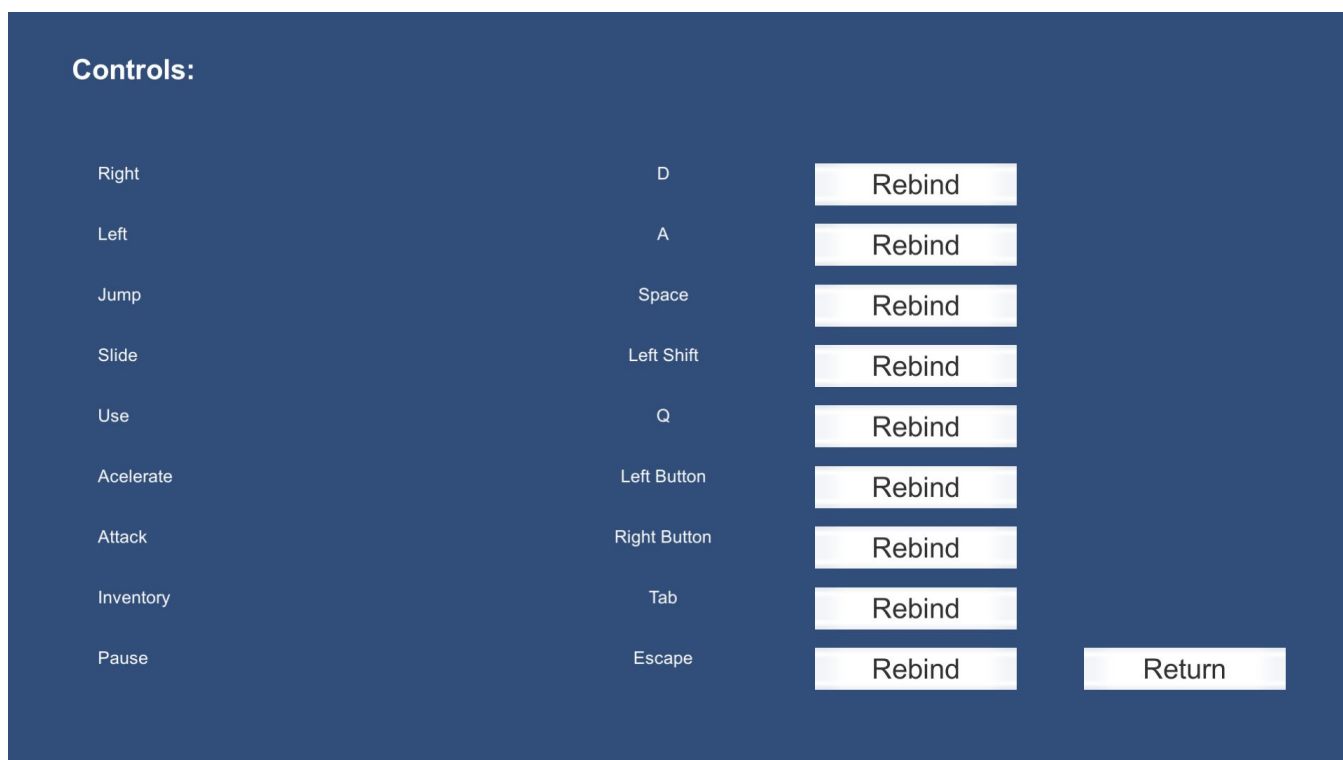 Controls:
Right D Rebind
Left A Rebind
Jump Space Rebind
Slide Left Shift Rebind
Use Q Rebind
Acelerate Left Button Rebind
Attack Right Button Rebind
Inventory Tab Rebind
Pause Escape Rebind Return